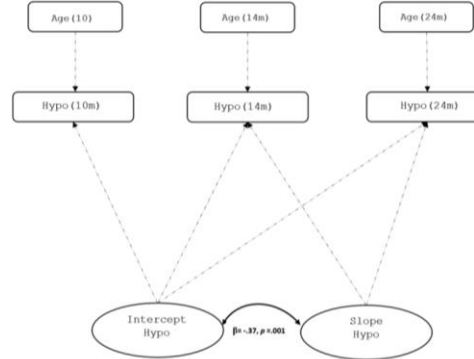 Age(10)
Age(14m)
Age(24m)
Hypo(10m)
Hypo(14m)
Hypo(24m)
Intercept
Hypo
β= -.37, p =.001
Slope
Hypo